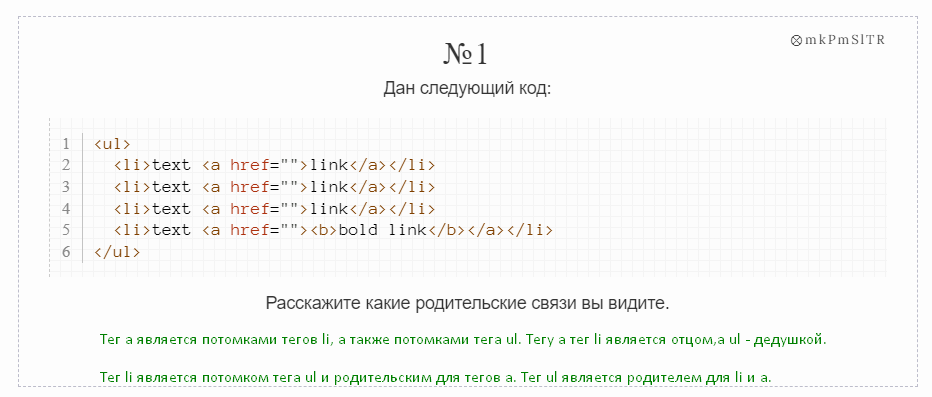 ⊗mkPmSlTR
№1
Дан следующий код:
1 <ul>
2 <li>text <a href="">link</a></li>
3 <li>text <a href="">link</a></li>
4 <li>text <a href="">link</a></li>
5 <li>text <a href=""><b>bold link</b></a></li>
6 </ul>
Расскажите какие родительские связи вы видите.
Тег a является потомками тегов li, а также потомками тега ul. Тегу a тег li является отцом,а ul - дедушкой.
Тег li является потомком тега ul и родительским для тегов a. Тег ul является родителем для li и a.